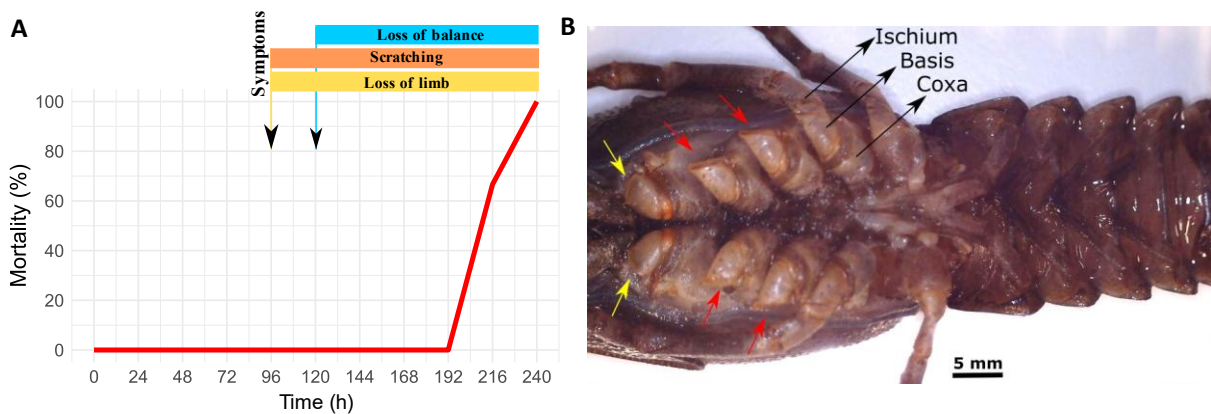 A
Symptoms
Loss of balance
Scratching
Loss of limb
Mortality (%)
100
80
60
40
20
0
0 24 48 72 96 120 144 168 192 216 240
Time (h)
B
Ischium
Basis
Coxa
5 mm